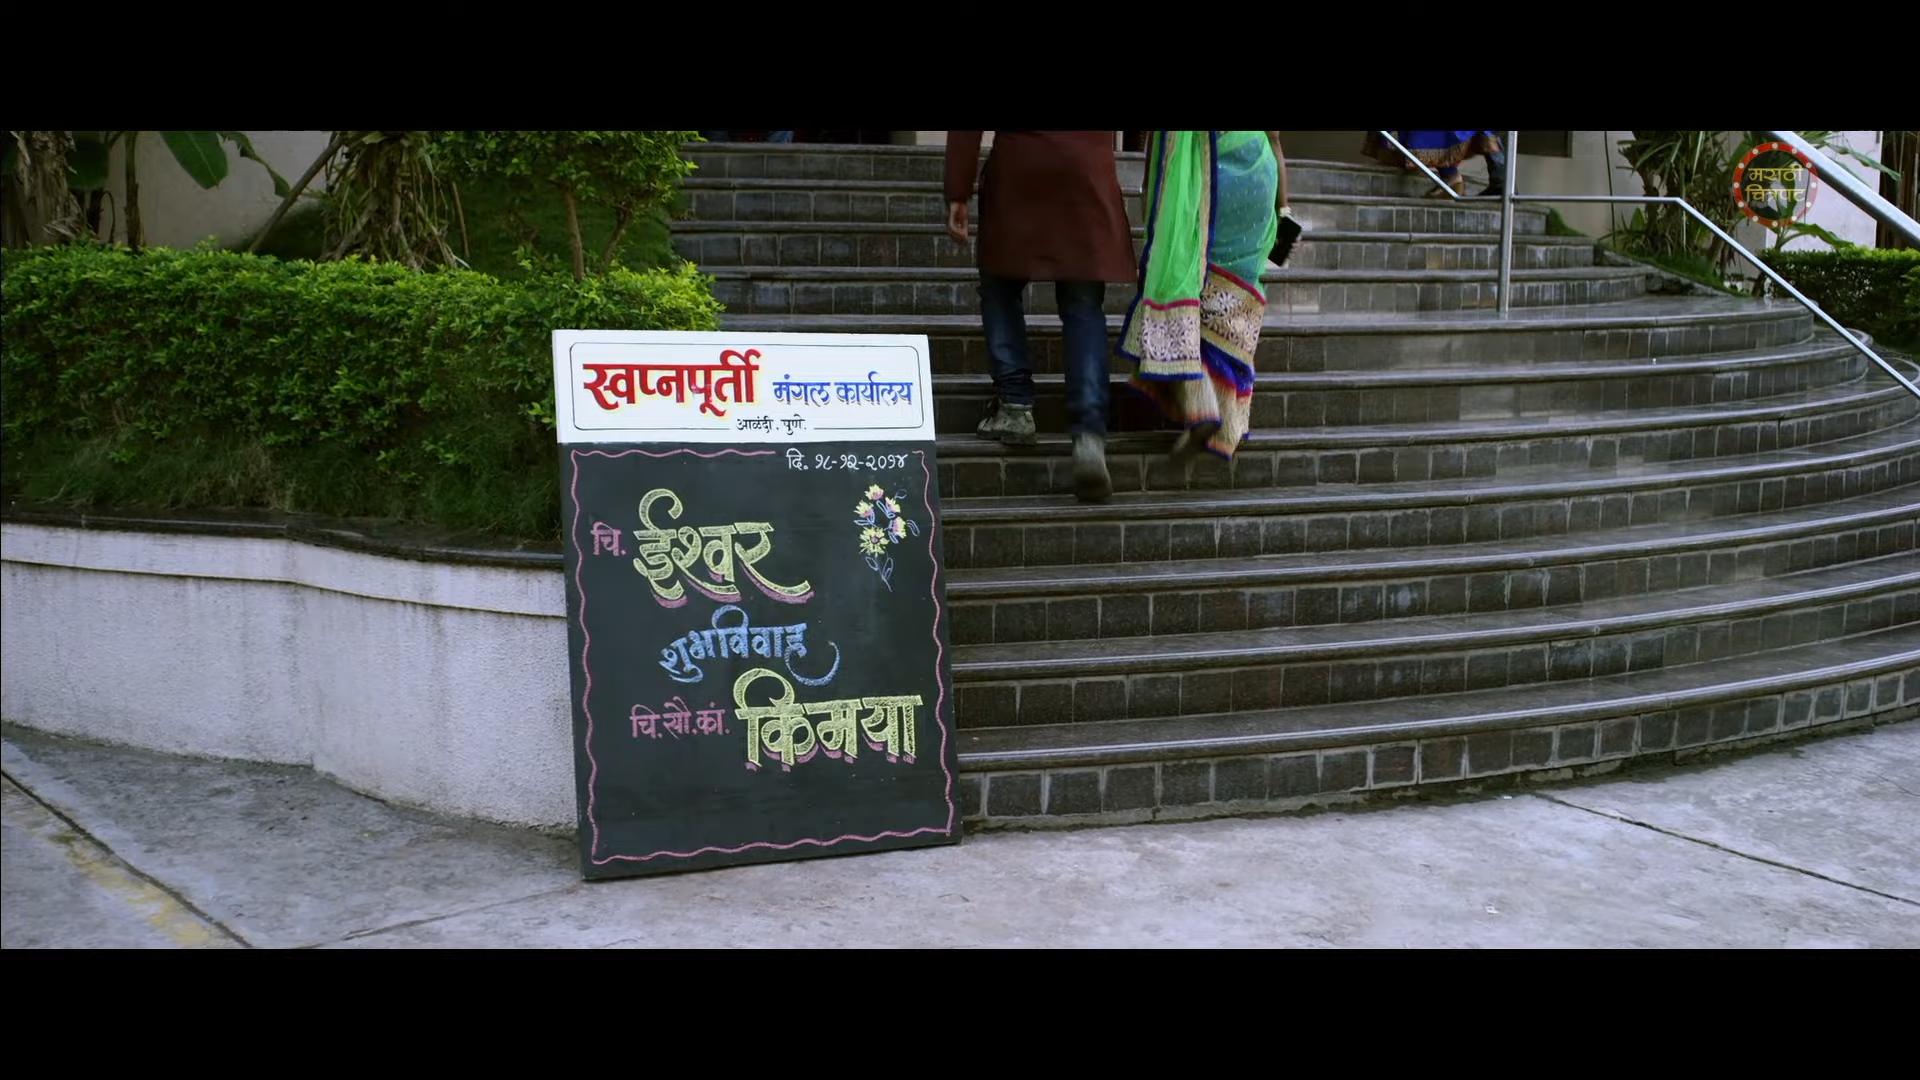 स्वप्नपूर्ती मंगल कार्यालय
आळंदी, पुणे.
दि. १८-१२-२०१४
चि. ईश्वर
शुभविवाह
चि.सौ.कां. किमया
मराठी
चित्रपट